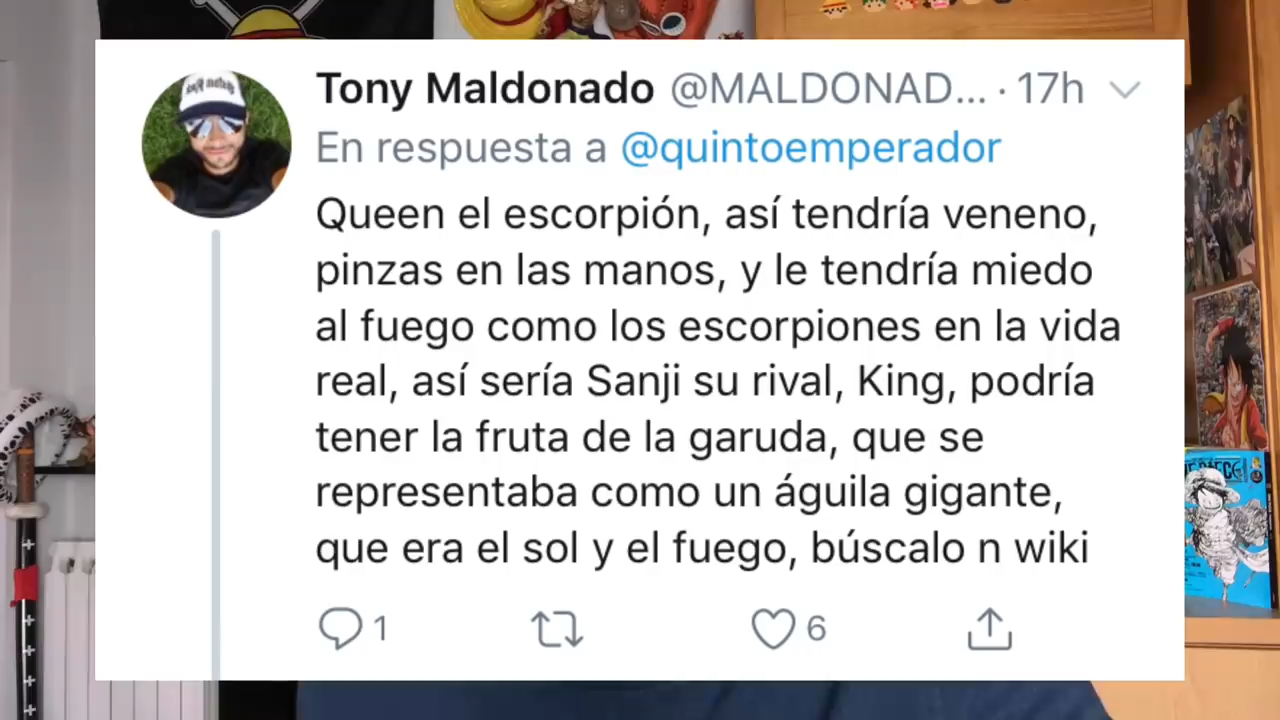 Tony Maldonado @MALDONAD... · 17h
En respuesta a @quintoemperador
Queen el escorpión, así tendría veneno,
pinzas en las manos, y le tendría miedo
al fuego como los escorpiones en la vida
real, así sería Sanji su rival, King, podría
tener la fruta de la garuda, que se
representaba como un águila gigante,
que era el sol y el fuego, búscalo n wiki
1
6